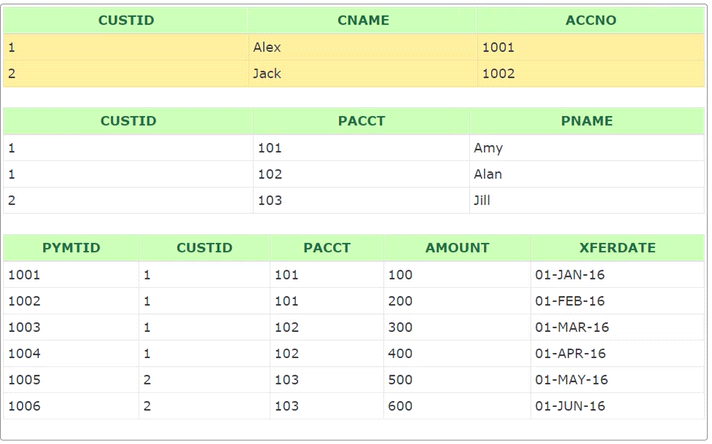 CUSTID CNAME ACCNO
1 Alex 1001
2 Jack 1002
CUSTID PACCT PNAME
1 101 Amy
1 102 Alan
2 103 Jill
PYMTID CUSTID PACCT AMOUNT XFERDATE
1001 1 101 100 01-JAN-16
1002 1 101 200 01-FEB-16
1003 1 102 300 01-MAR-16
1004 1 102 400 01-APR-16
1005 2 103 500 01-MAY-16
1006 2 103 600 01-JUN-16